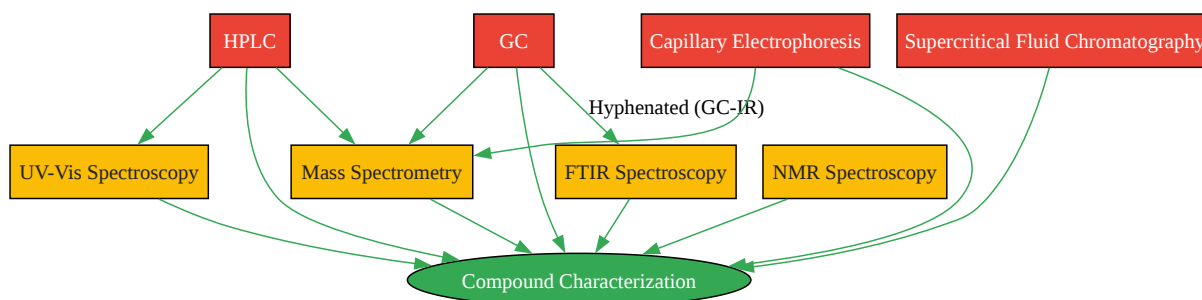 HPLC
GC
Capillary Electrophoresis
Supercritical Fluid Chromatography
Hyphenated (GC-IR)
UV-Vis Spectroscopy
Mass Spectrometry
FTIR Spectroscopy
NMR Spectroscopy
Compound Characterization